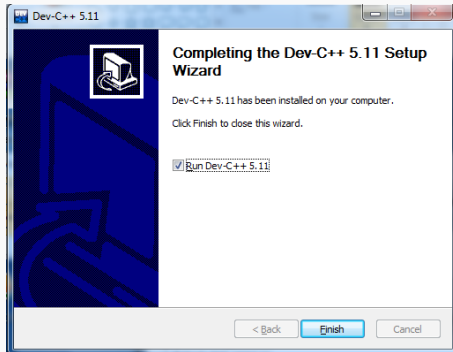 Dev-C++ 5.11
Completing the Dev-C++ 5.11 Setup
Wizard
Dev-C++ 5.11 has been installed on your computer.
Click Finish to close this wizard.
Run Dev-C++ 5.11
< Back
Finish
Cancel